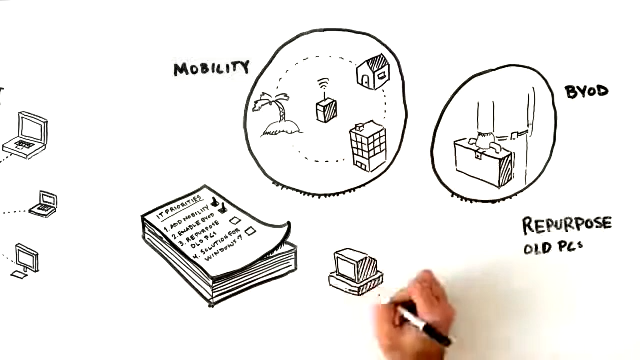 MOBILITY
BYOD
IT PRIORITIES
1. ADD MOBILITY
2. ENABLE BYOD
3. REPURPOSE
OLD PCs
4. SOLUTION FOR
WINDOWS 7
REPURPOSE
OLD PCs